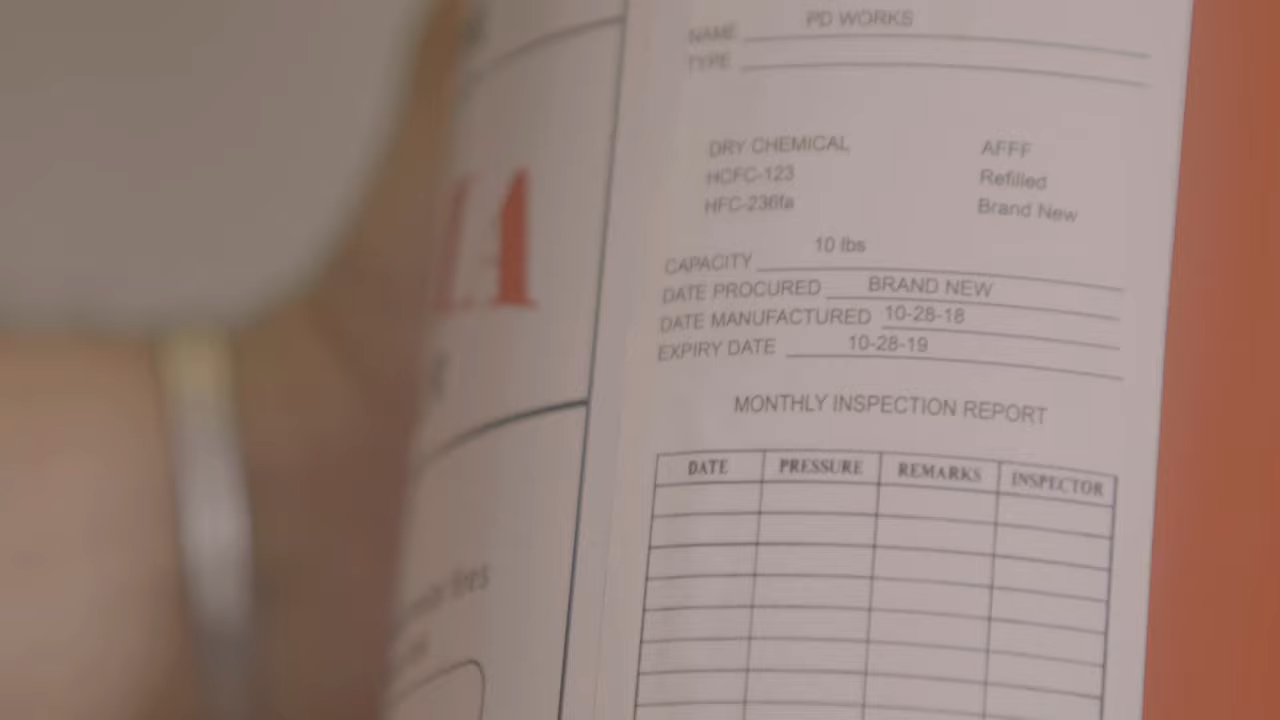 NAME PD WORKS
TYPE
DRY CHEMICAL AFFF
HCFC-123 Refilled
HFC-236fa Brand New
CAPACITY 10 lbs
DATE PROCURED BRAND NEW
DATE MANUFACTURED 10-28-18
EXPIRY DATE 10-28-19
MONTHLY INSPECTION REPORT
DATE PRESSURE REMARKS INSPECTOR